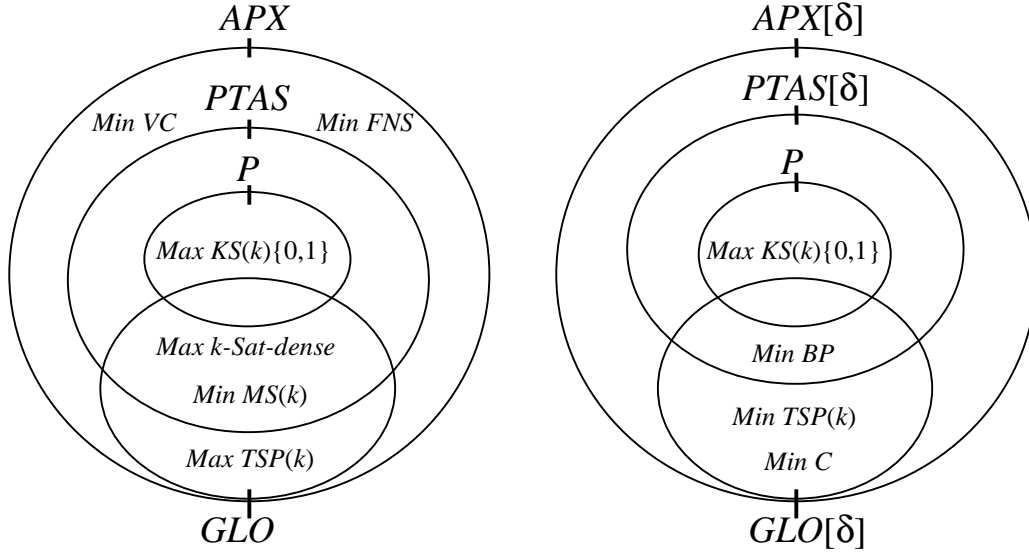 APX
PTAS
Min VC
Min FNS
P
Max KS(k){0,1}
Max k-Sat-dense
Min MS(k)
Max TSP(k)
GLO
APX[δ]
PTAS[δ]
P
Max KS(k){0,1}
Min BP
Min TSP(k)
Min C
GLO[δ]